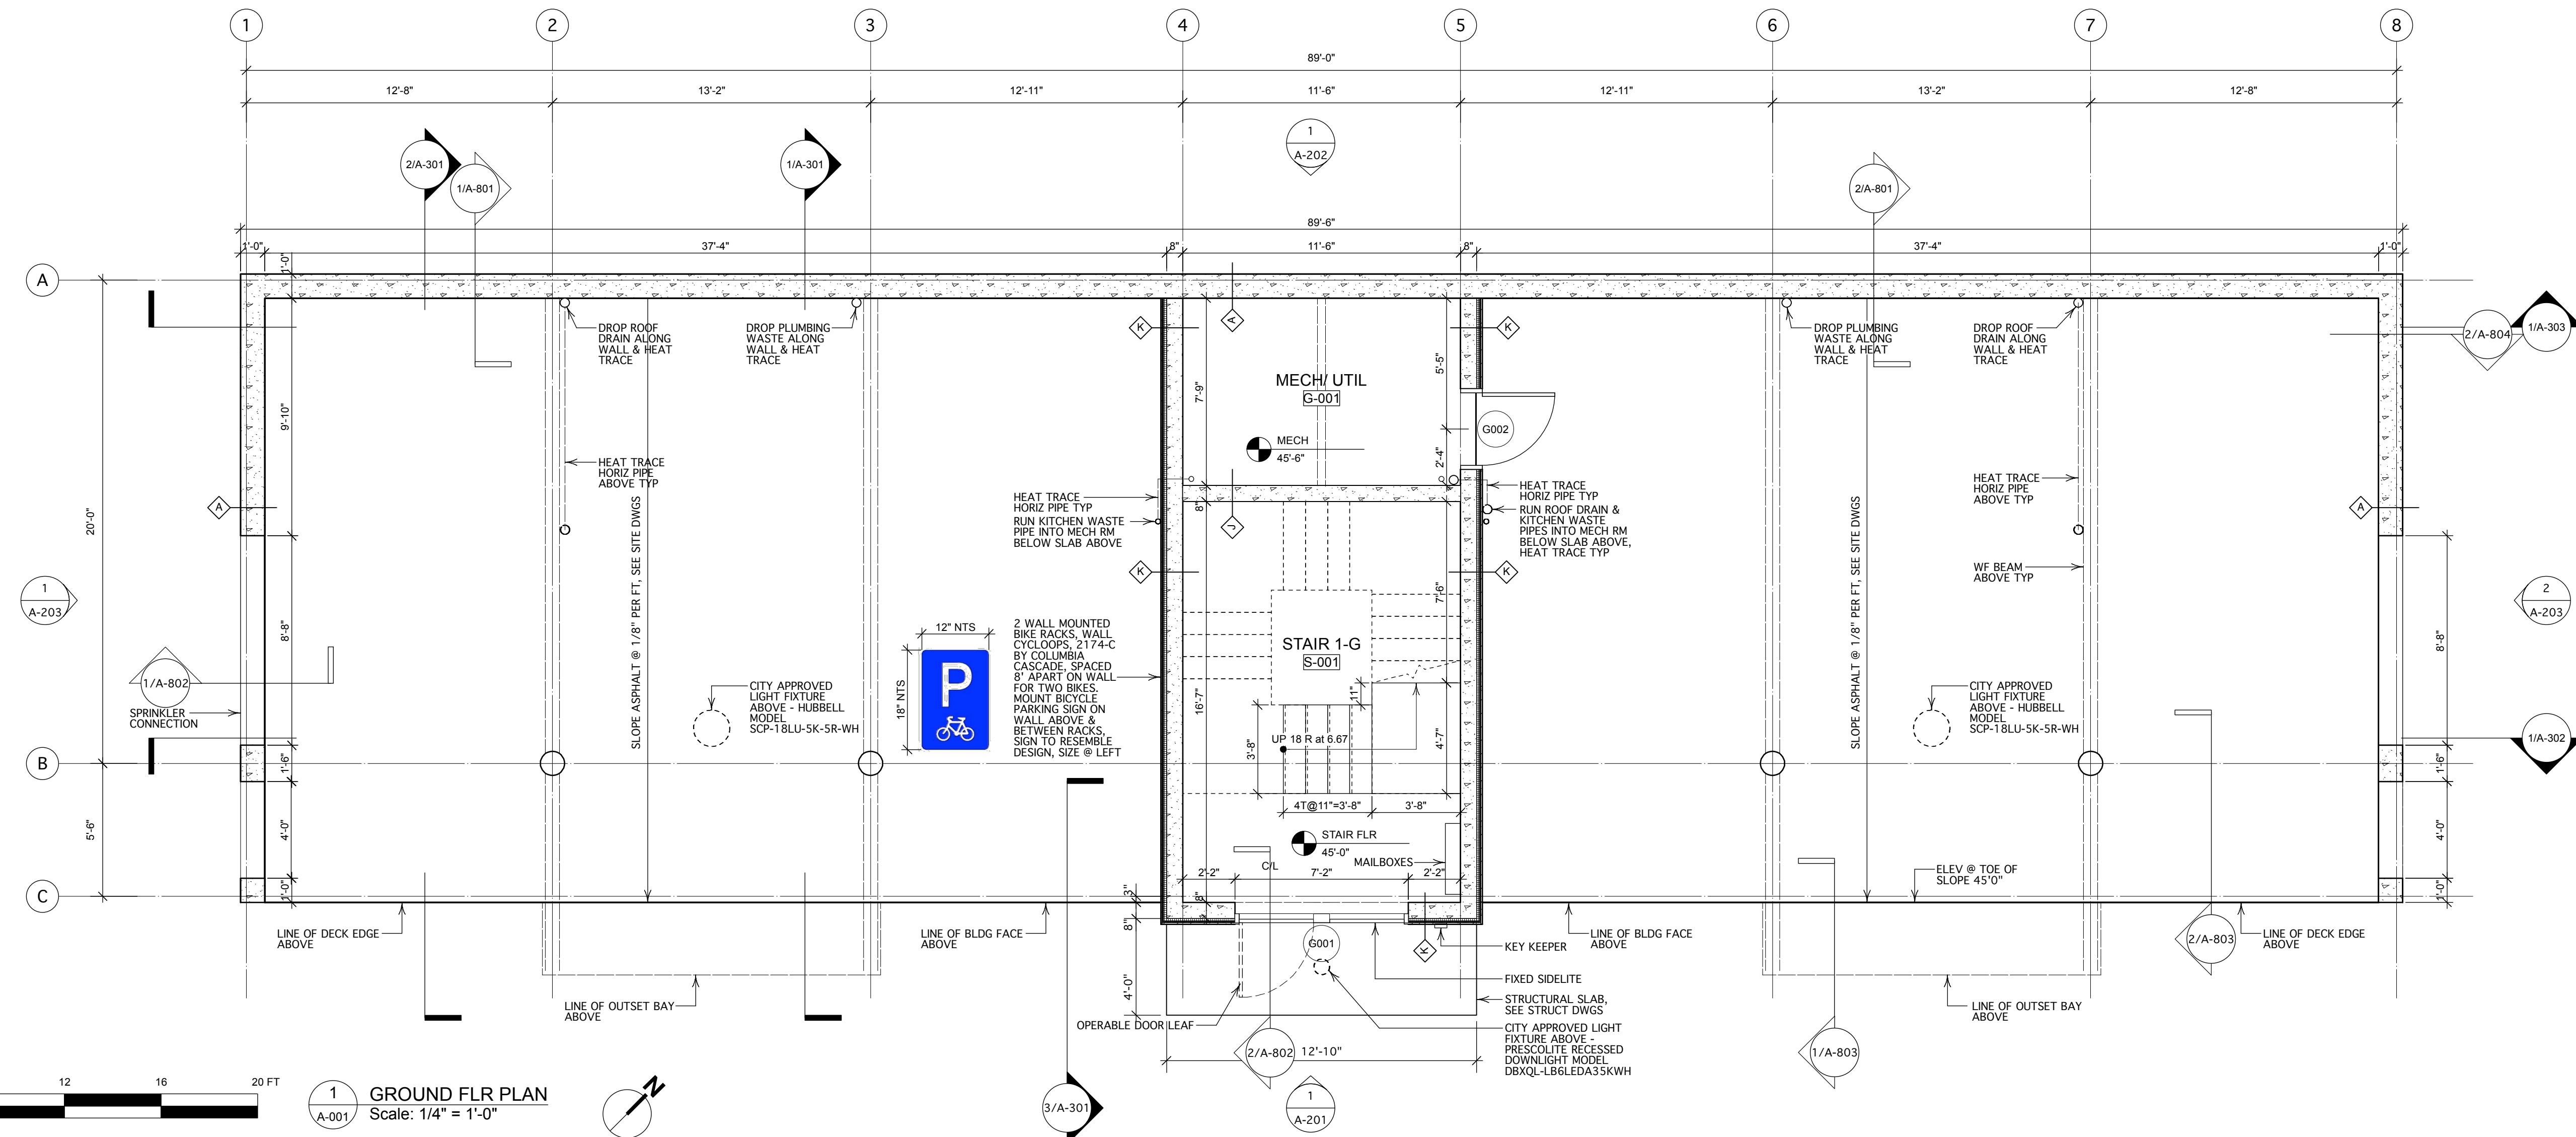 1
2
3
4
5
6
7
8
89'-0"
12'-8"
13'-2"
12'-11"
11'-6"
12'-11"
13'-2"
12'-8"
2/A-301
1/A-801
1/A-301
1
A-202
2/A-801
89'-6"
1'-0"
37'-4"
8"
11'-6"
8"
37'-4"
1'-0"
1'-0"
A
A
K
K
DROP ROOF
DRAIN ALONG
WALL & HEAT
TRACE
DROP PLUMBING
WASTE ALONG
WALL & HEAT
TRACE
DROP PLUMBING
WASTE ALONG
WALL & HEAT
TRACE
DROP ROOF
DRAIN ALONG
WALL & HEAT
TRACE
2/A-804
1/A-303
9'-10"
7'-9"
MECH/ UTIL
G-001
5'-5"
G002
MECH
45'-6"
2'-4"
HEAT TRACE
HORIZ PIPE
ABOVE TYP
HEAT TRACE
HORIZ PIPE TYP
RUN KITCHEN WASTE
PIPE INTO MECH RM
BELOW SLAB ABOVE
8"
J
HEAT TRACE
HORIZ PIPE TYP
RUN ROOF DRAIN &
KITCHEN WASTE
PIPES INTO MECH RM
BELOW SLAB ABOVE,
HEAT TRACE TYP
HEAT TRACE
HORIZ PIPE
ABOVE TYP
WF BEAM
ABOVE TYP
A
A
20'-0"
K
K
1
A-203
2
A-203
SLOPE ASPHALT @ 1/8" PER FT, SEE SITE DWGS
SLOPE ASPHALT @ 1/8" PER FT, SEE SITE DWGS
8'-8"
8'-8"
7'-6"
12" NTS
18" NTS
P
2 WALL MOUNTED
BIKE RACKS, WALL
CYCLOOPS, 2174-C
BY COLUMBIA
CASCADE, SPACED
8' APART ON WALL
FOR TWO BIKES.
MOUNT BICYCLE
PARKING SIGN ON
WALL ABOVE &
BETWEEN RACKS,
SIGN TO RESEMBLE
DESIGN, SIZE @ LEFT
STAIR 1-G
S-001
16'-7"
11"
UP 18 R at 6.67
3'-8"
4'-7"
1/A-802
SPRINKLER
CONNECTION
CITY APPROVED
LIGHT FIXTURE
ABOVE - HUBBELL
MODEL
SCP-18LU-5K-5R-WH
CITY APPROVED
LIGHT FIXTURE
ABOVE - HUBBELL
MODEL
SCP-18LU-5K-5R-WH
1/A-302
B
1'-6"
1'-6"
4T@11"=3'-8"
3'-8"
5'-6"
4'-0"
4'-0"
STAIR FLR
45'-0"
C/L
MAILBOXES
2'-2"
7'-2"
2'-2"
ELEV @ TOE OF
SLOPE 45'0"
C
1'-0"
1'-0"
3"
8"
8"
LINE OF DECK EDGE
ABOVE
LINE OF BLDG FACE
ABOVE
G001
K
KEY KEEPER
LINE OF BLDG FACE
ABOVE
2/A-803
LINE OF DECK EDGE
ABOVE
FIXED SIDELITE
4'-0"
LINE OF OUTSET BAY
ABOVE
STRUCTURAL SLAB,
SEE STRUCT DWGS
LINE OF OUTSET BAY
ABOVE
OPERABLE DOOR LEAF
CITY APPROVED LIGHT
FIXTURE ABOVE -
PRESCOLITE RECESSED
DOWNLIGHT MODEL
DBXQL-LB6LEDA35KWH
2/A-802
12'-10"
1/A-803
12
16
20 FT
1
A-001
GROUND FLR PLAN
Scale: 1/4" = 1'-0"
N
3/A-301
1
A-201